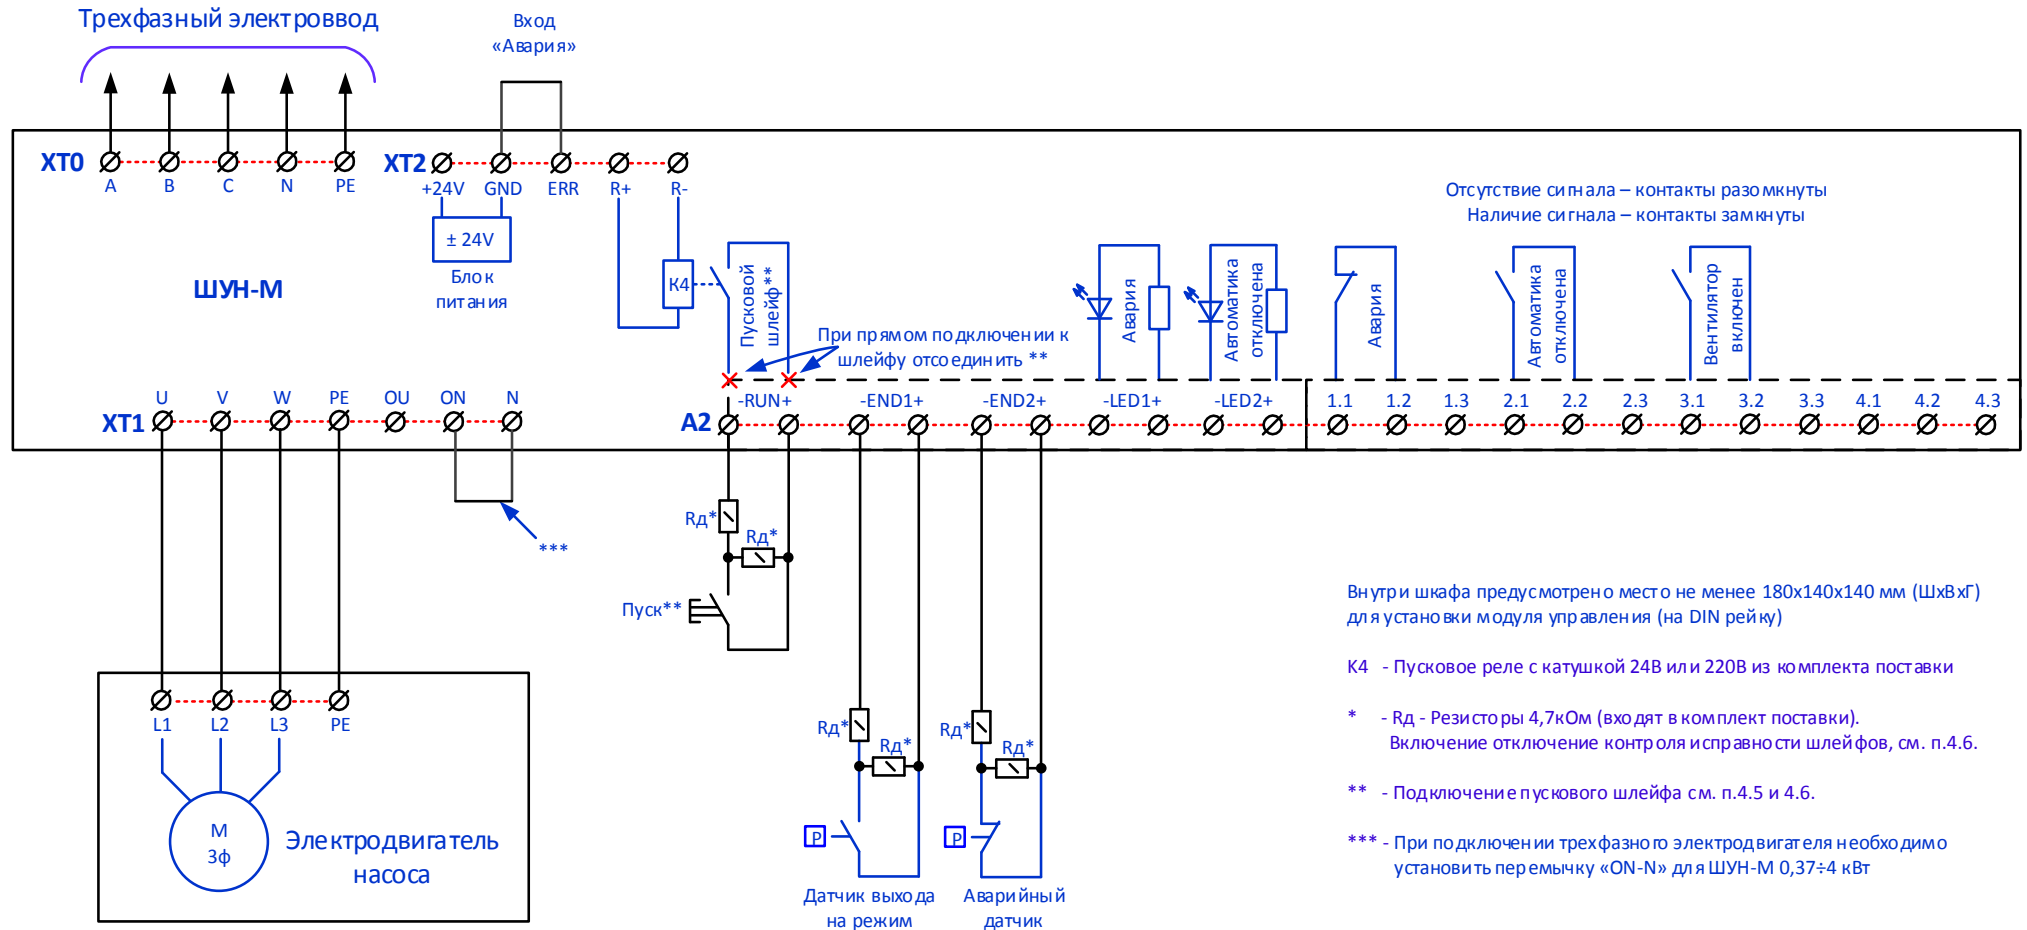 Трехфазный электроввод
Вход
«Авария»
XT0
A
B
C
N
PE
XT2
+24V
GND
ERR
R+
R-
± 24V
Блок
питания
ШУН-М
К4
Пусковой
шлейф**
При прямом подключении к
шлейфу отсоединить **
Авария
Автоматика
отключена
Отсутствие сигнала – контакты разомкнуты
Наличие сигнала – контакты замкнуты
Авария
Автоматика
отключена
Вентилятор
включен
XT1
U
V
W
PE
OU
ON
N
***
A2
-RUN+
-END1+
-END2+
-LED1+
-LED2+
1.1
1.2
1.3
2.1
2.2
2.3
3.1
3.2
3.3
4.1
4.2
4.3
Rд*
Rд*
Пуск**
Rд*
Rд*
P
Датчик выхода
на режим
Rд*
Rд*
P
Аварийный
датчик
L1
L2
L3
PE
М
3ф
Электродвигатель
насоса
Внутри шкафа предусмотрено место не менее 180х140х140 мм (ШхВхГ)
для установки модуля управления (на DIN рейку)
К4 - Пусковое реле с катушкой 24В или 220В из комплекта поставки
* - Rд - Резисторы 4,7кОм (входят в комплект поставки).
Включение отключение контроля исправности шлейфов, см. п.4.6.
** - Подключение пускового шлейфа см. п.4.5 и 4.6.
*** - При подключении трехфазного электродвигателя необходимо
установить перемычку «ON-N» для ШУН-М 0,37÷4 кВт